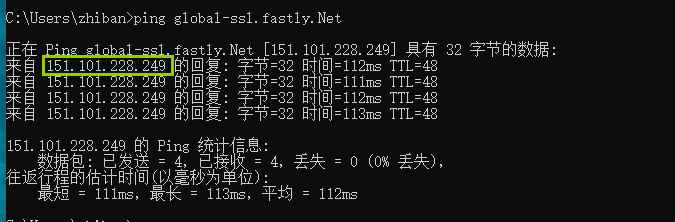 C:\Users\zhiban>ping global-ssl.fastly.Net
正在 Ping global-ssl.fastly.Net [151.101.228.249] 具有 32 字节的数据:
来自 151.101.228.249 的回复: 字节=32 时间=112ms TTL=48
来自 151.101.228.249 的回复: 字节=32 时间=111ms TTL=48
来自 151.101.228.249 的回复: 字节=32 时间=112ms TTL=48
来自 151.101.228.249 的回复: 字节=32 时间=113ms TTL=48
151.101.228.249 的 Ping 统计信息:
数据包: 已发送 = 4，已接收 = 4，丢失 = 0 (0% 丢失)，
往返行程的估计时间(以毫秒为单位):
最短 = 111ms，最长 = 113ms，平均 = 112ms